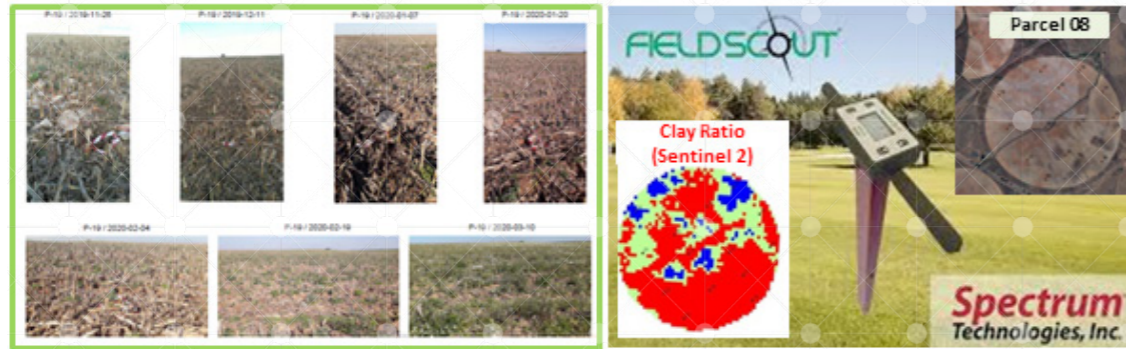 P-19 / 2019-11-26
P-19 / 2019-12-11
P-19 / 2020-01-07
P-19 / 2020-01-20
P-19 / 2020-02-04
P-19 / 2020-02-19
P-19 / 2020-03-10
FIELDSCOUT
Parcel 08
Clay Ratio
(Sentinel 2)
Spectrum
Technologies, Inc.